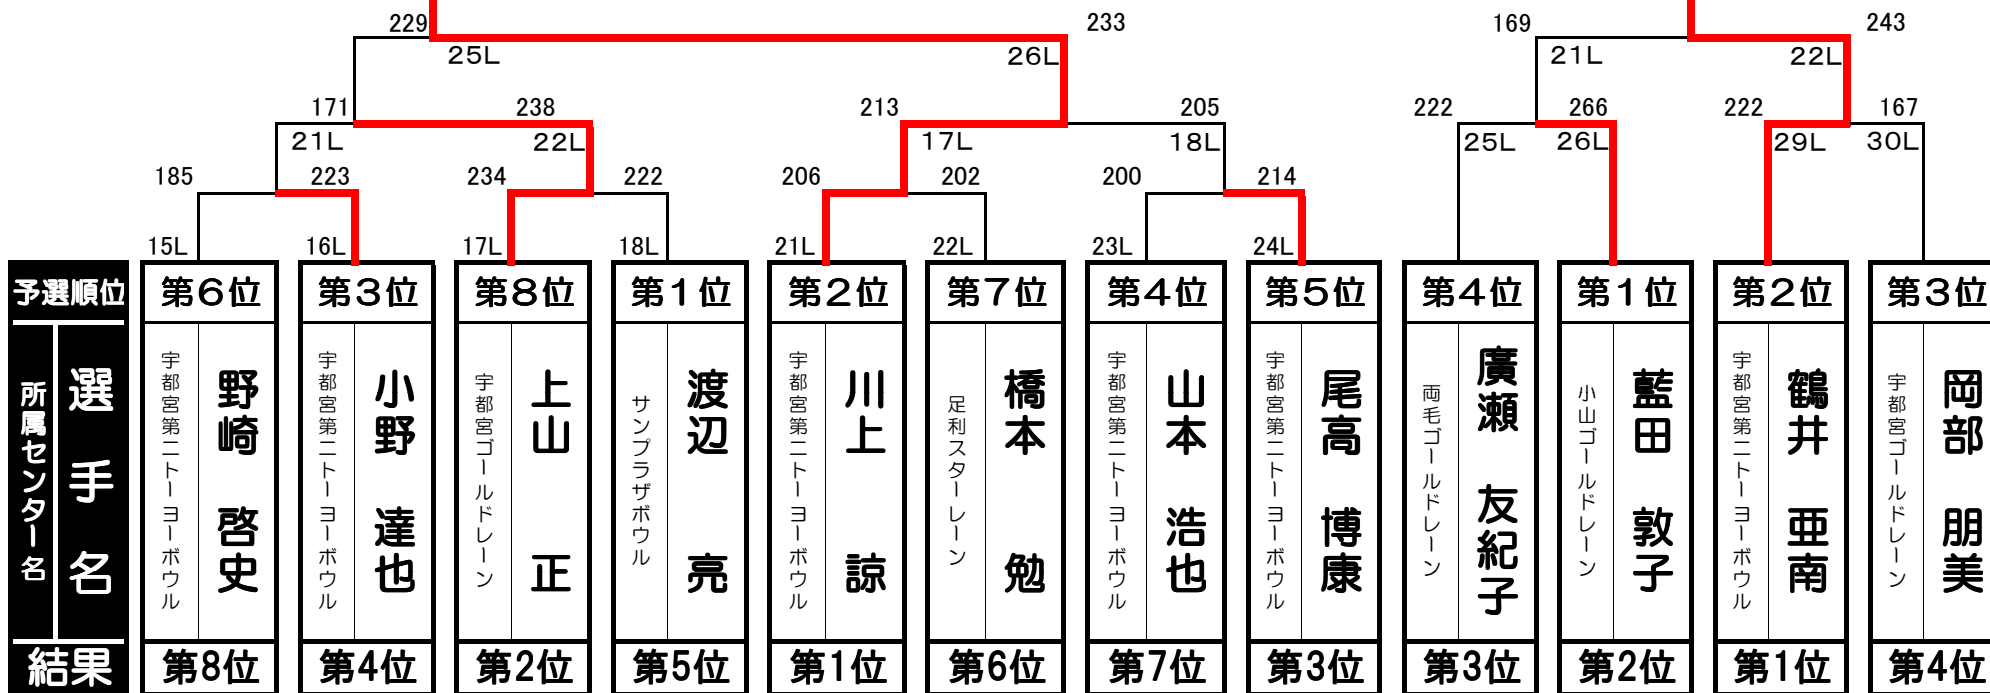 229 233 169 243
25L 26L 21L 22L
171 238 213 205 222 266 222 167
21L 22L 17L 18L 25L 26L 29L 30L
185 223 234 222 206 202 200 214
15L 16L 17L 18L 21L 22L 23L 24L
予選順位 第6位 第3位 第8位 第1位 第2位 第7位 第4位 第5位 第4位 第1位 第2位 第3位
所属センター名
選手名
宇都宮第二トーヨーボウル
野崎 啓史
宇都宮第二トーヨーボウル
小野 達也
宇都宮ゴールドレーン
上山 正
サンプラザボウル
渡辺 亮
宇都宮第二トーヨーボウル
川上 諒
足利スターレーン
橋本 勉
宇都宮第二トーヨーボウル
山本 浩也
宇都宮第二トーヨーボウル
尾高 博康
両毛ゴールドレーン
廣瀬 友紀子
小山ゴールドレーン
藍田 敦子
宇都宮第二トーヨーボウル
鶴井 亜南
宇都宮ゴールドレーン
岡部 朋美
結果 第8位 第4位 第2位 第5位 第1位 第6位 第7位 第3位 第3位 第2位 第1位 第4位